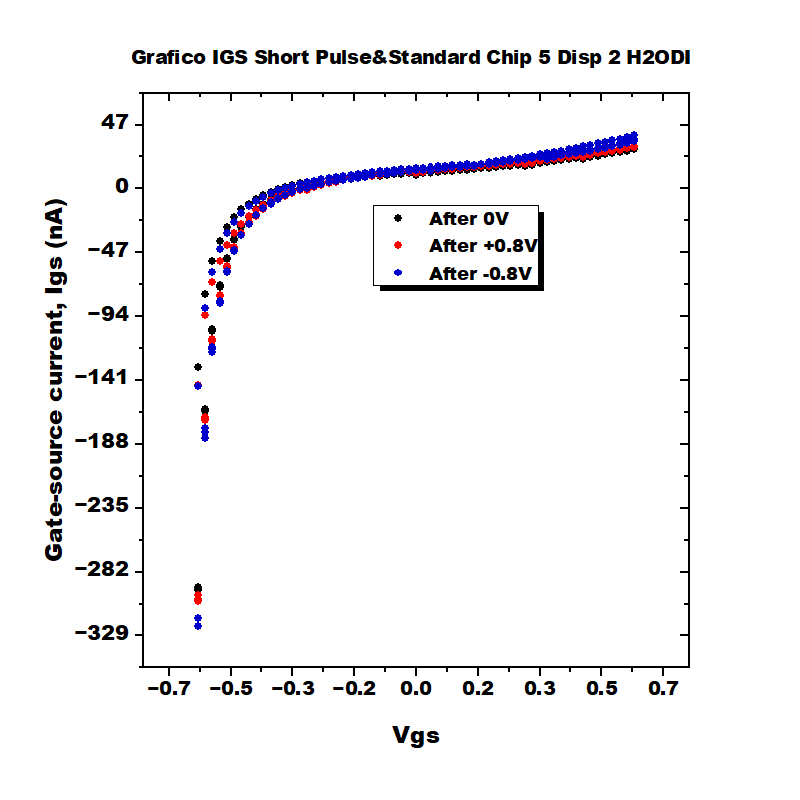 Grafico IGS Short Pulse&Standard Chip 5 Disp 2 H2ODI
47
0
−47
−94
−141
−188
−235
−282
−329
Gate-source current, Igs (nA)
After 0V
After +0.8V
After -0.8V
−0.7 −0.5 −0.3 −0.2 0.0 0.2 0.3 0.5 0.7
Vgs